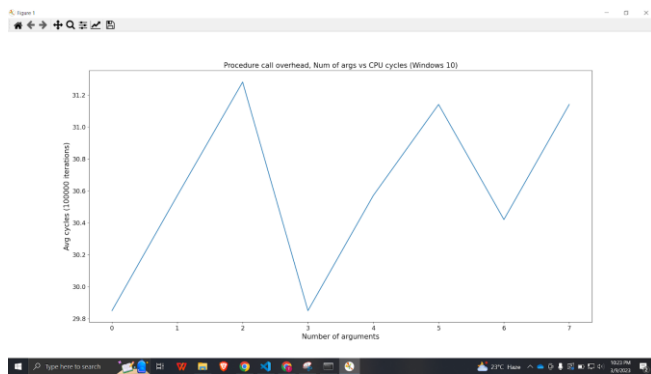 Figure 1
Procedure call overhead, Num of args vs CPU cycles (Windows 10)
31.2
31.0
30.8
30.6
30.4
30.2
30.0
29.8
Avg cycles (100000 iterations)
0 1 2 3 4 5 6 7
Number of arguments
Type here to search
23°C Haze
10:22 PM
3/9/2023